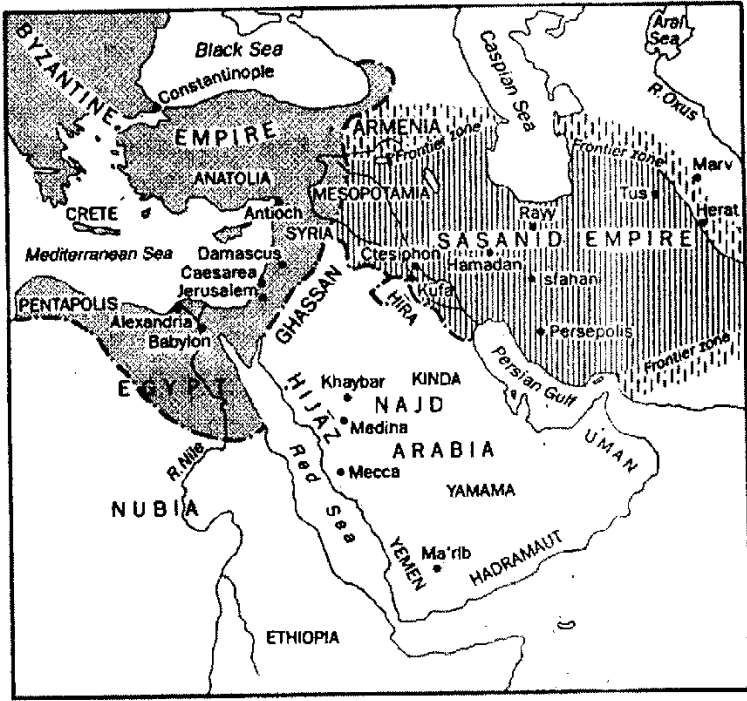 BYZANTINE
EMPIRE
Black Sea
Constantinople
Caspian Sea
Aral
Sea
R. Oxus
ARMENIA
Frontier zone
Frontier zone
Marv
ANATOLIA
MESOPOTAMIA
Tus
Herat
CRETE
Antioch
Rayy
SYRIA
SASANID EMPIRE
Mediterranean Sea
Damascus
Ctesiphon
Hamadan
Caesarea
Isfahan
Jerusalem
Kufa
PENTAPOLIS
GHASSAN
HIRA
Alexandria
Babylon
Persepolis
Frontier zone
Persian Gulf
EGYPT
Khaybar
KINDA
HIJĀZ
NAJD
Medina
UMAN
ARABIA
R. Nile
Red Sea
Mecca
YAMAMA
NUBIA
YEMEN
Ma'rib
HADRAMAUT
ETHIOPIA